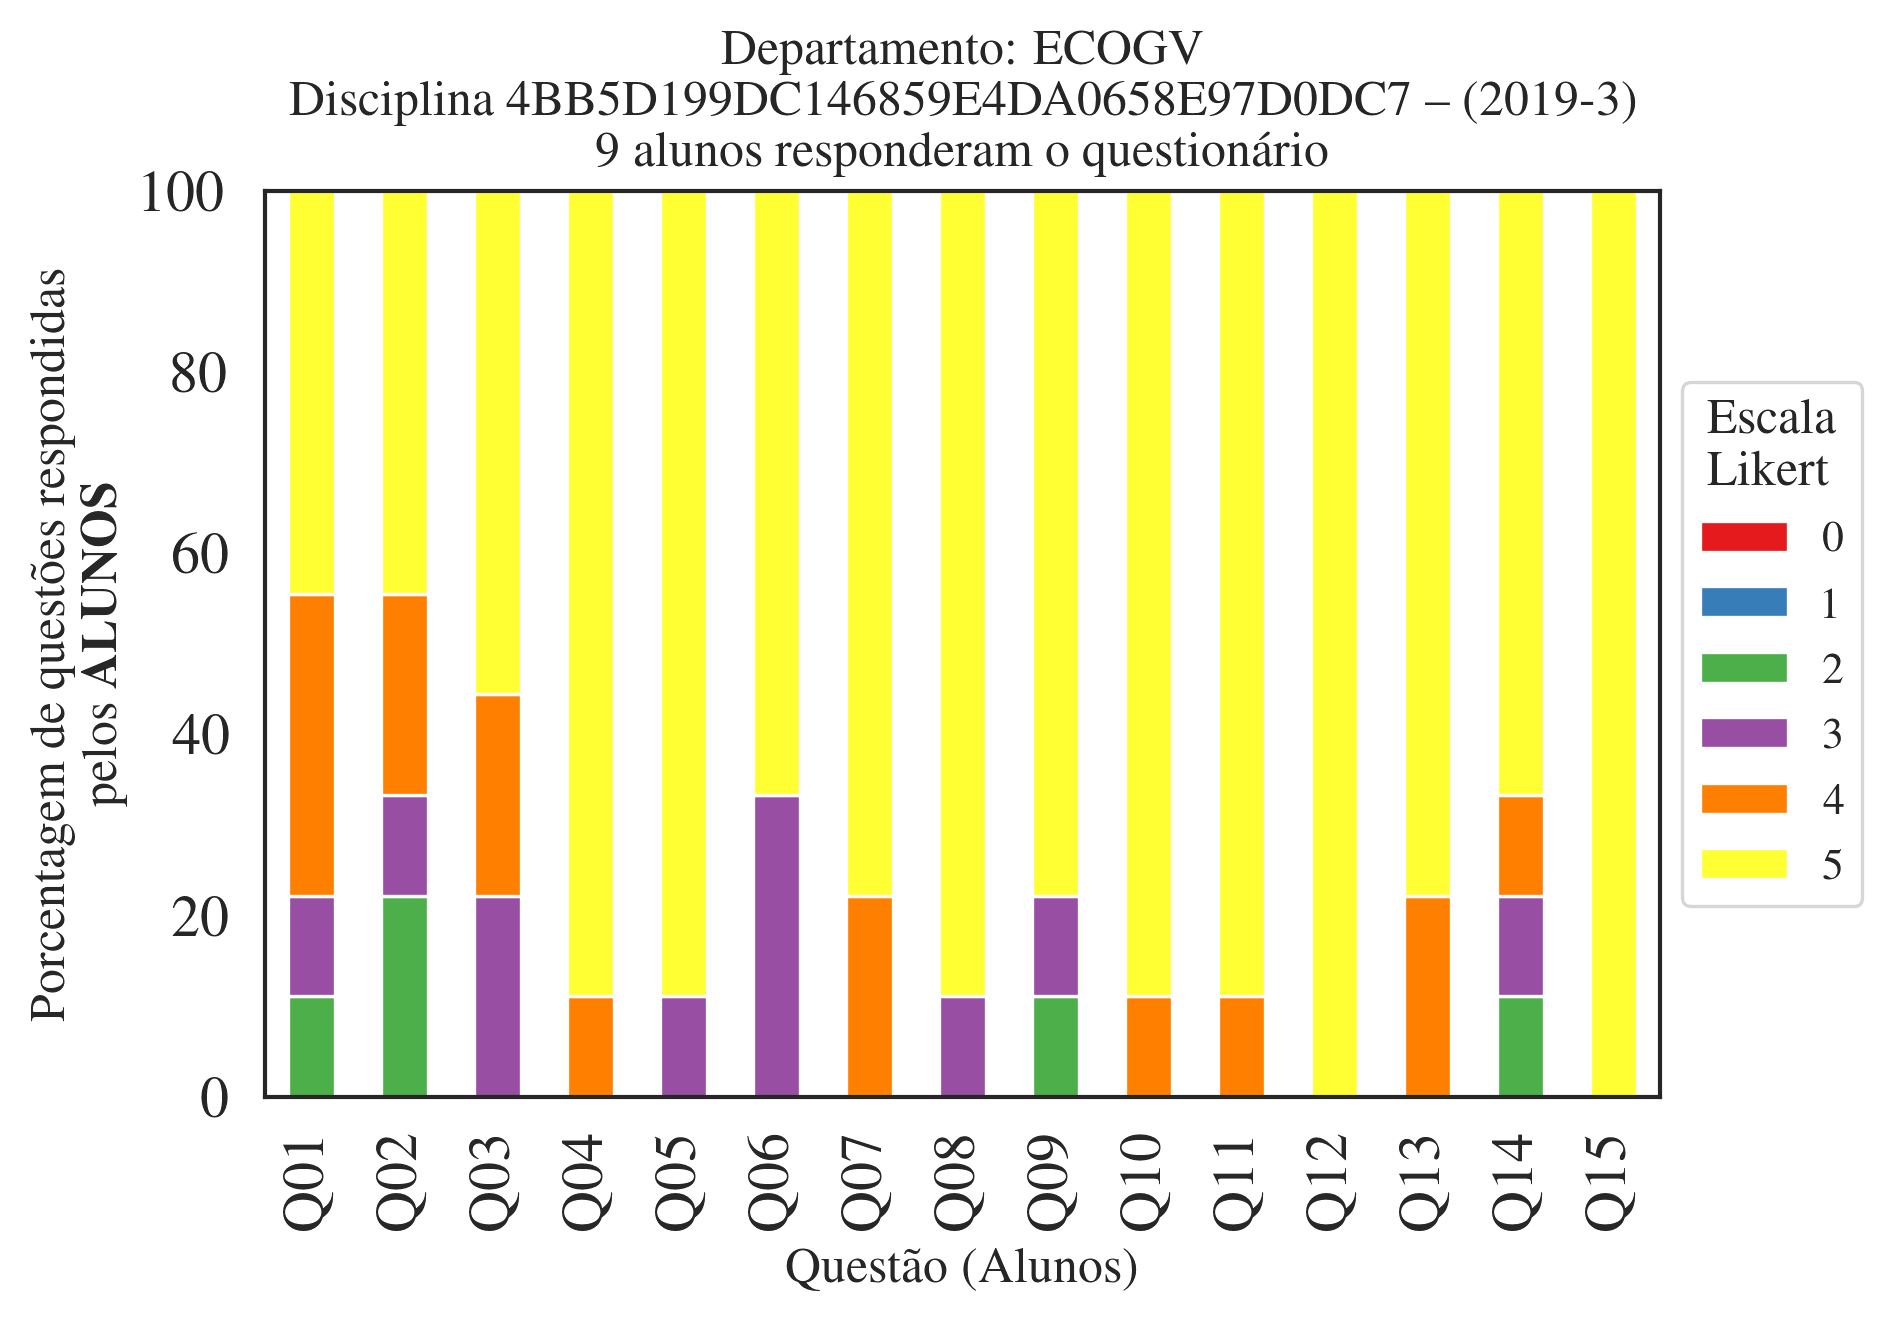 Departamento: ECOGV
Disciplina 4BB5D199DC146859E4DA0658E97D0DC7 – (2019-3)
9 alunos responderam o questionário
Porcentagem de questões respondidas
pelos ALUNOS
100
80
60
40
20
0
Q01
Q02
Q03
Q04
Q05
Q06
Q07
Q08
Q09
Q10
Q11
Q12
Q13
Q14
Q15
Questão (Alunos)
Escala
Likert
0
1
2
3
4
5